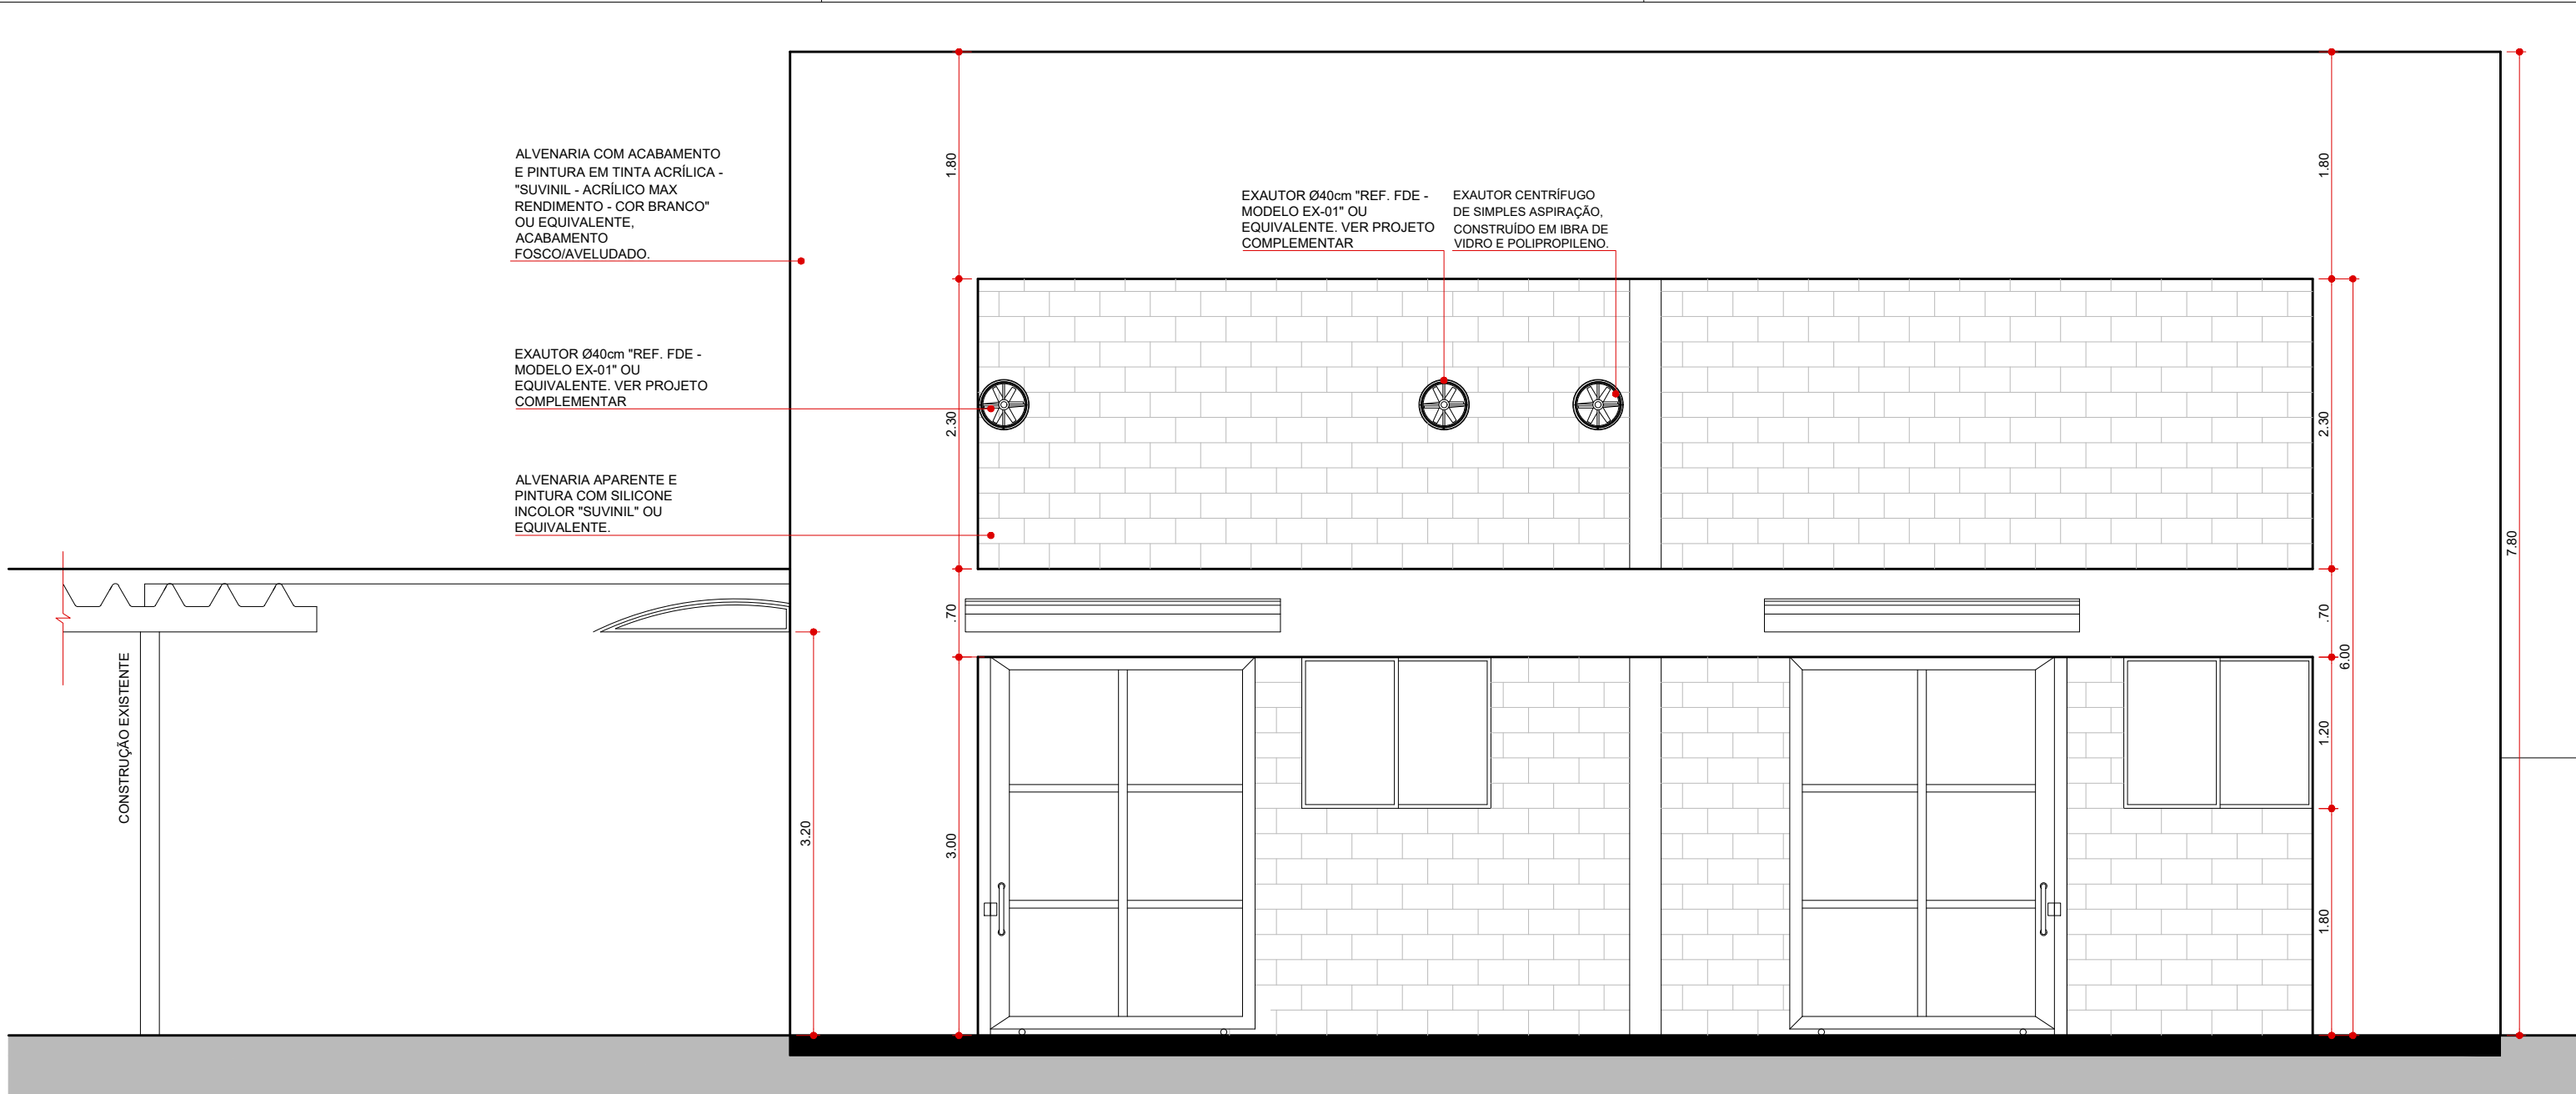 ALVENARIA COM ACABAMENTO
E PINTURA EM TINTA ACRÍLICA -
"SUVINIL - ACRÍLICO MAX
RENDIMENTO - COR BRANCO"
OU EQUIVALENTE,
ACABAMENTO
FOSCO/AVELUDADO.
EXAUTOR Ø40cm "REF. FDE -
MODELO EX-01" OU
EQUIVALENTE. VER PROJETO
COMPLEMENTAR
ALVENARIA APARENTE E
PINTURA COM SILICONE
INCOLOR "SUVINIL" OU
EQUIVALENTE.
EXAUTOR Ø40cm "REF. FDE -
MODELO EX-01" OU
EQUIVALENTE. VER PROJETO
COMPLEMENTAR
EXAUTOR CENTRÍFUGO
DE SIMPLES ASPIRAÇÃO,
CONSTRUÍDO EM IBRA DE
VIDRO E POLIPROPILENO.
CONSTRUÇÃO EXISTENTE
3.20
1.80
2.30
.70
3.00
1.80
2.30
.70
1.20
1.80
6.00
7.80